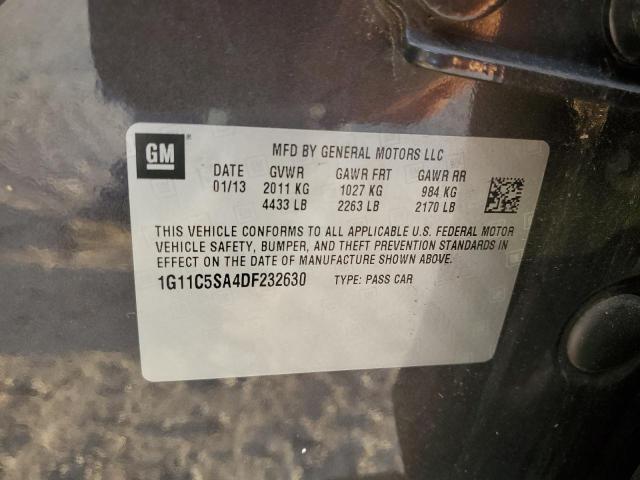 GM
MFD BY GENERAL MOTORS LLC
DATE GVWR GAWR FRT GAWR RR
01/13 2011 KG 1027 KG 984 KG
4433 LB 2263 LB 2170 LB
THIS VEHICLE CONFORMS TO ALL APPLICABLE U.S. FEDERAL MOTOR
VEHICLE SAFETY, BUMPER, AND THEFT PREVENTION STANDARDS IN
EFFECT ON THE DATE OF MANUFACTURE SHOWN ABOVE.
1G11C5SA4DF232630 TYPE: PASS CAR